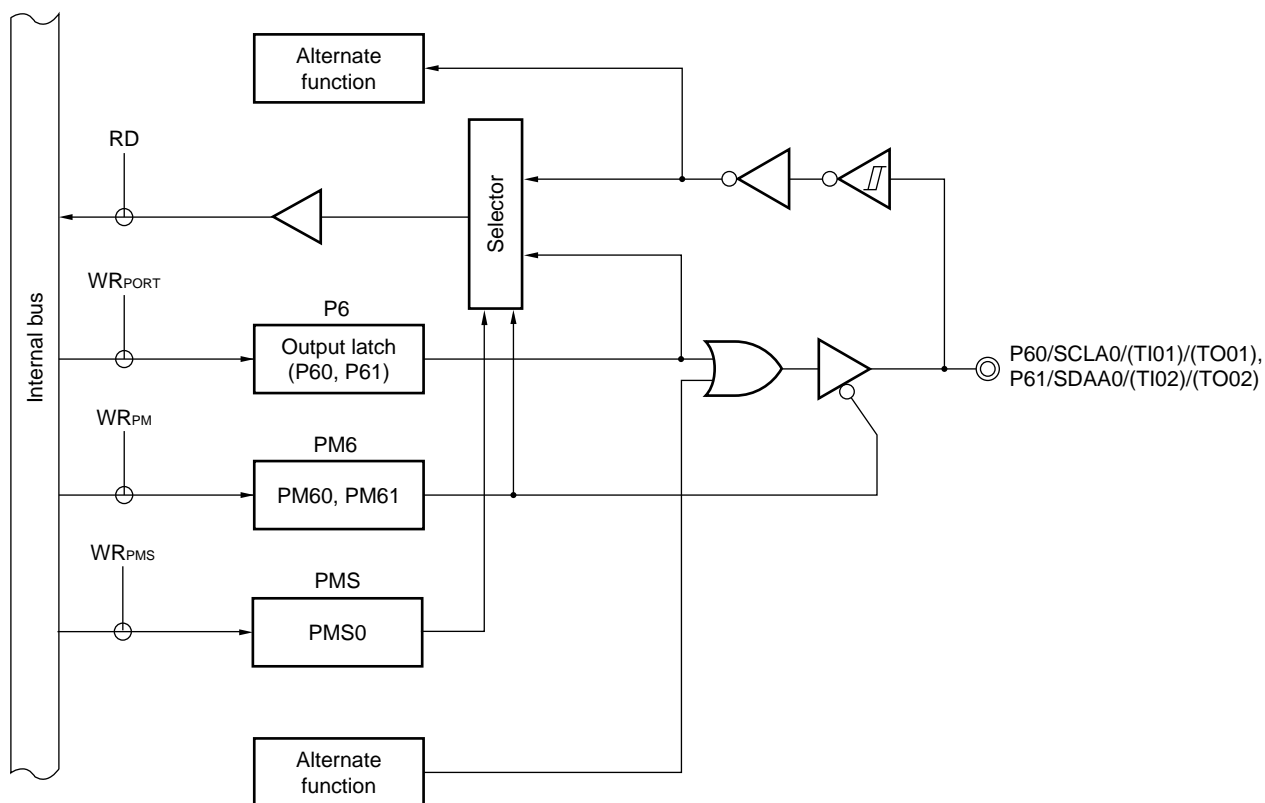 Alternate
function
RD
Selector
WRPORT
P6
Internal bus
Output latch
(P60, P61)
P60/SCLA0/(TI01)/(TO01),
P61/SDAA0/(TI02)/(TO02)
WRPM
PM6
PM60, PM61
WRPMS
PMS
PMS0
Alternate
function